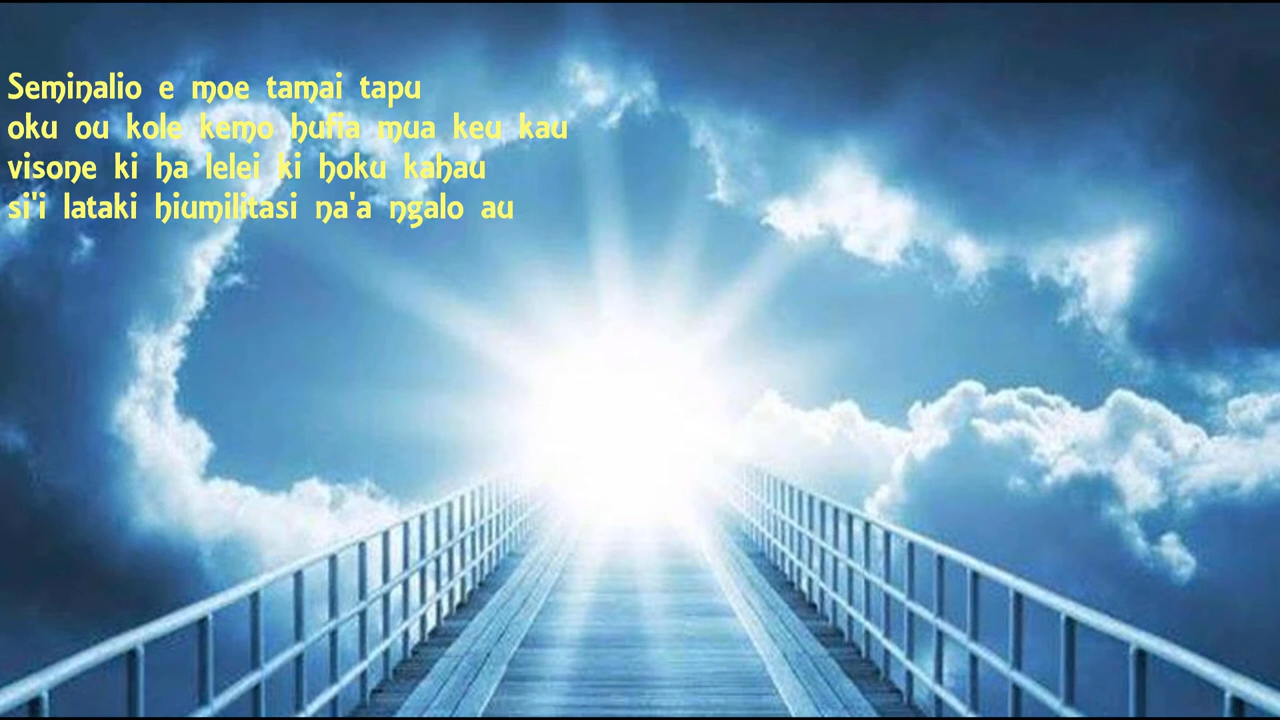 Seminalio e moe tamai tapu
oku ou kole kemo hufia mua keu kau
visone ki ha lelei ki hoku kahau
si'i lataki hiumilitasi na'a ngalo au